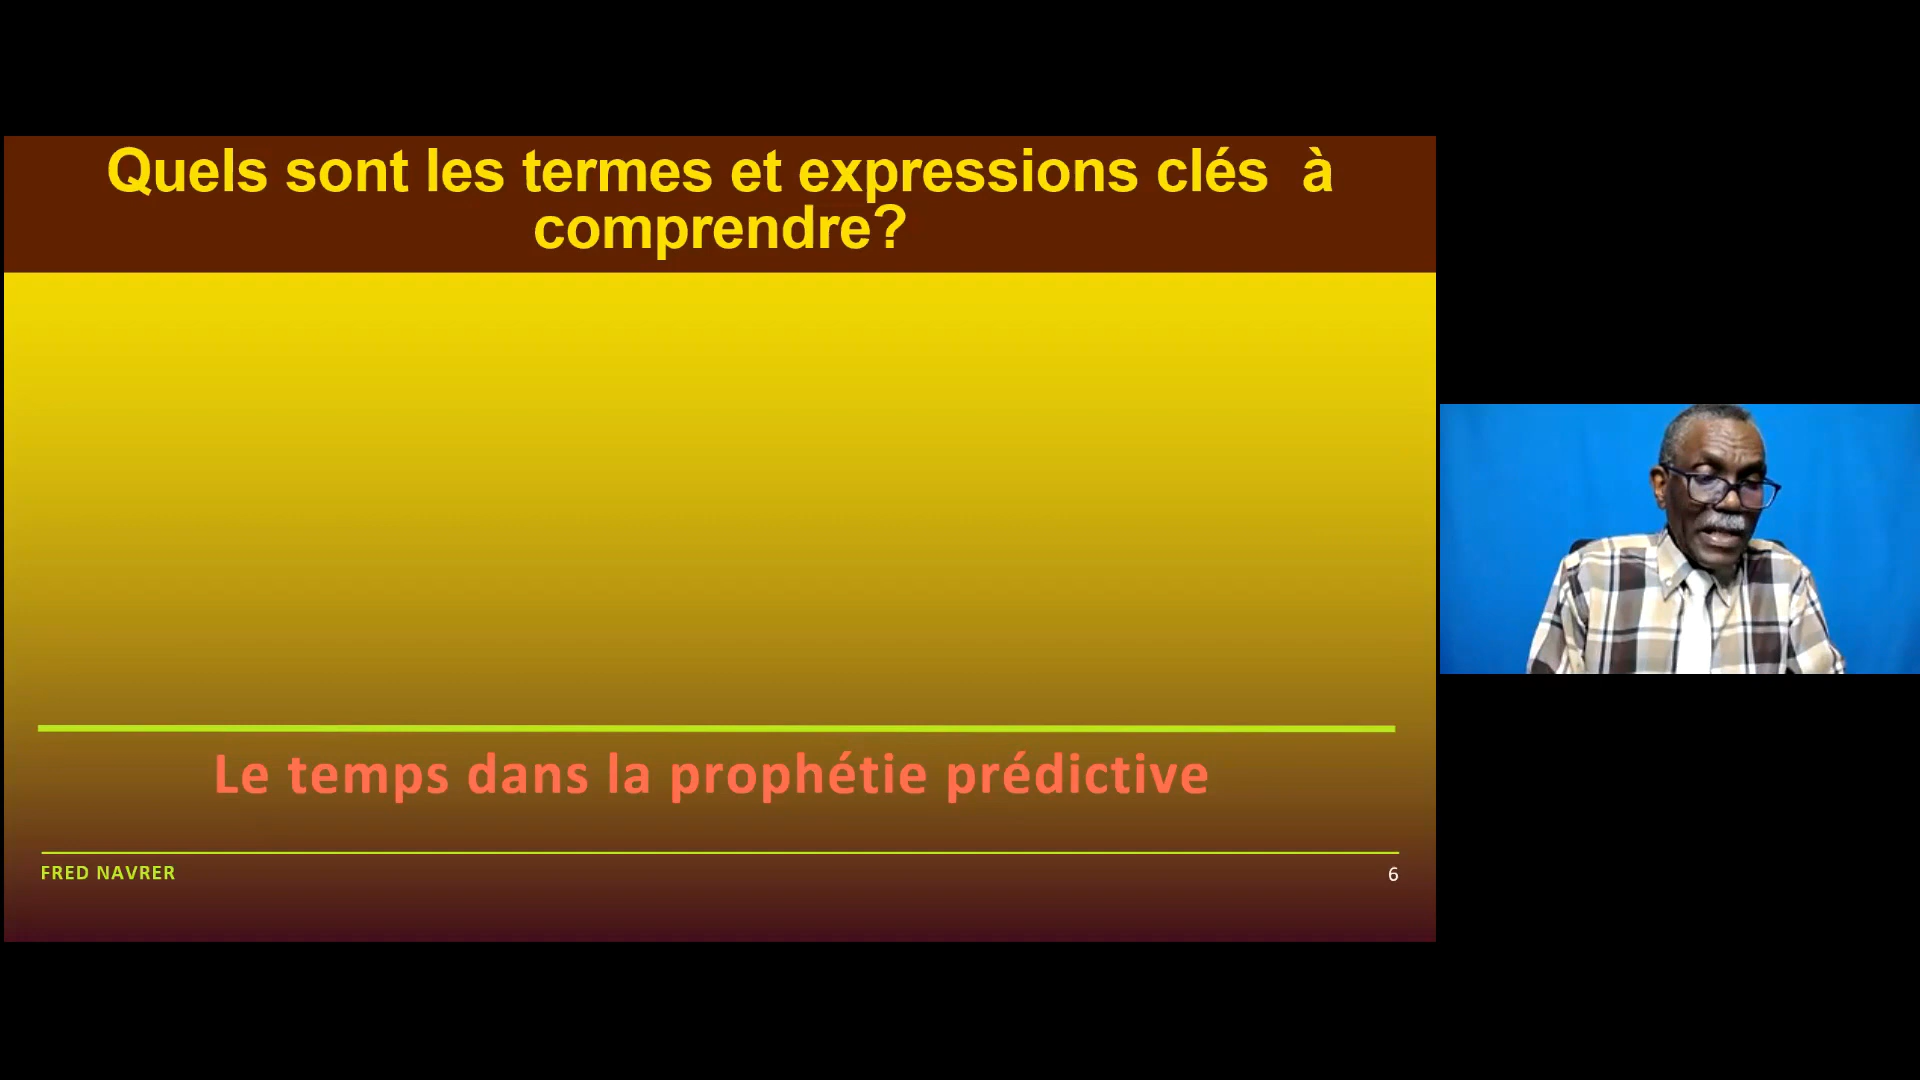 Quels sont les termes et expressions clés  à
comprendre?
Le temps dans la prophétie prédictive
FRED NAVRER
6